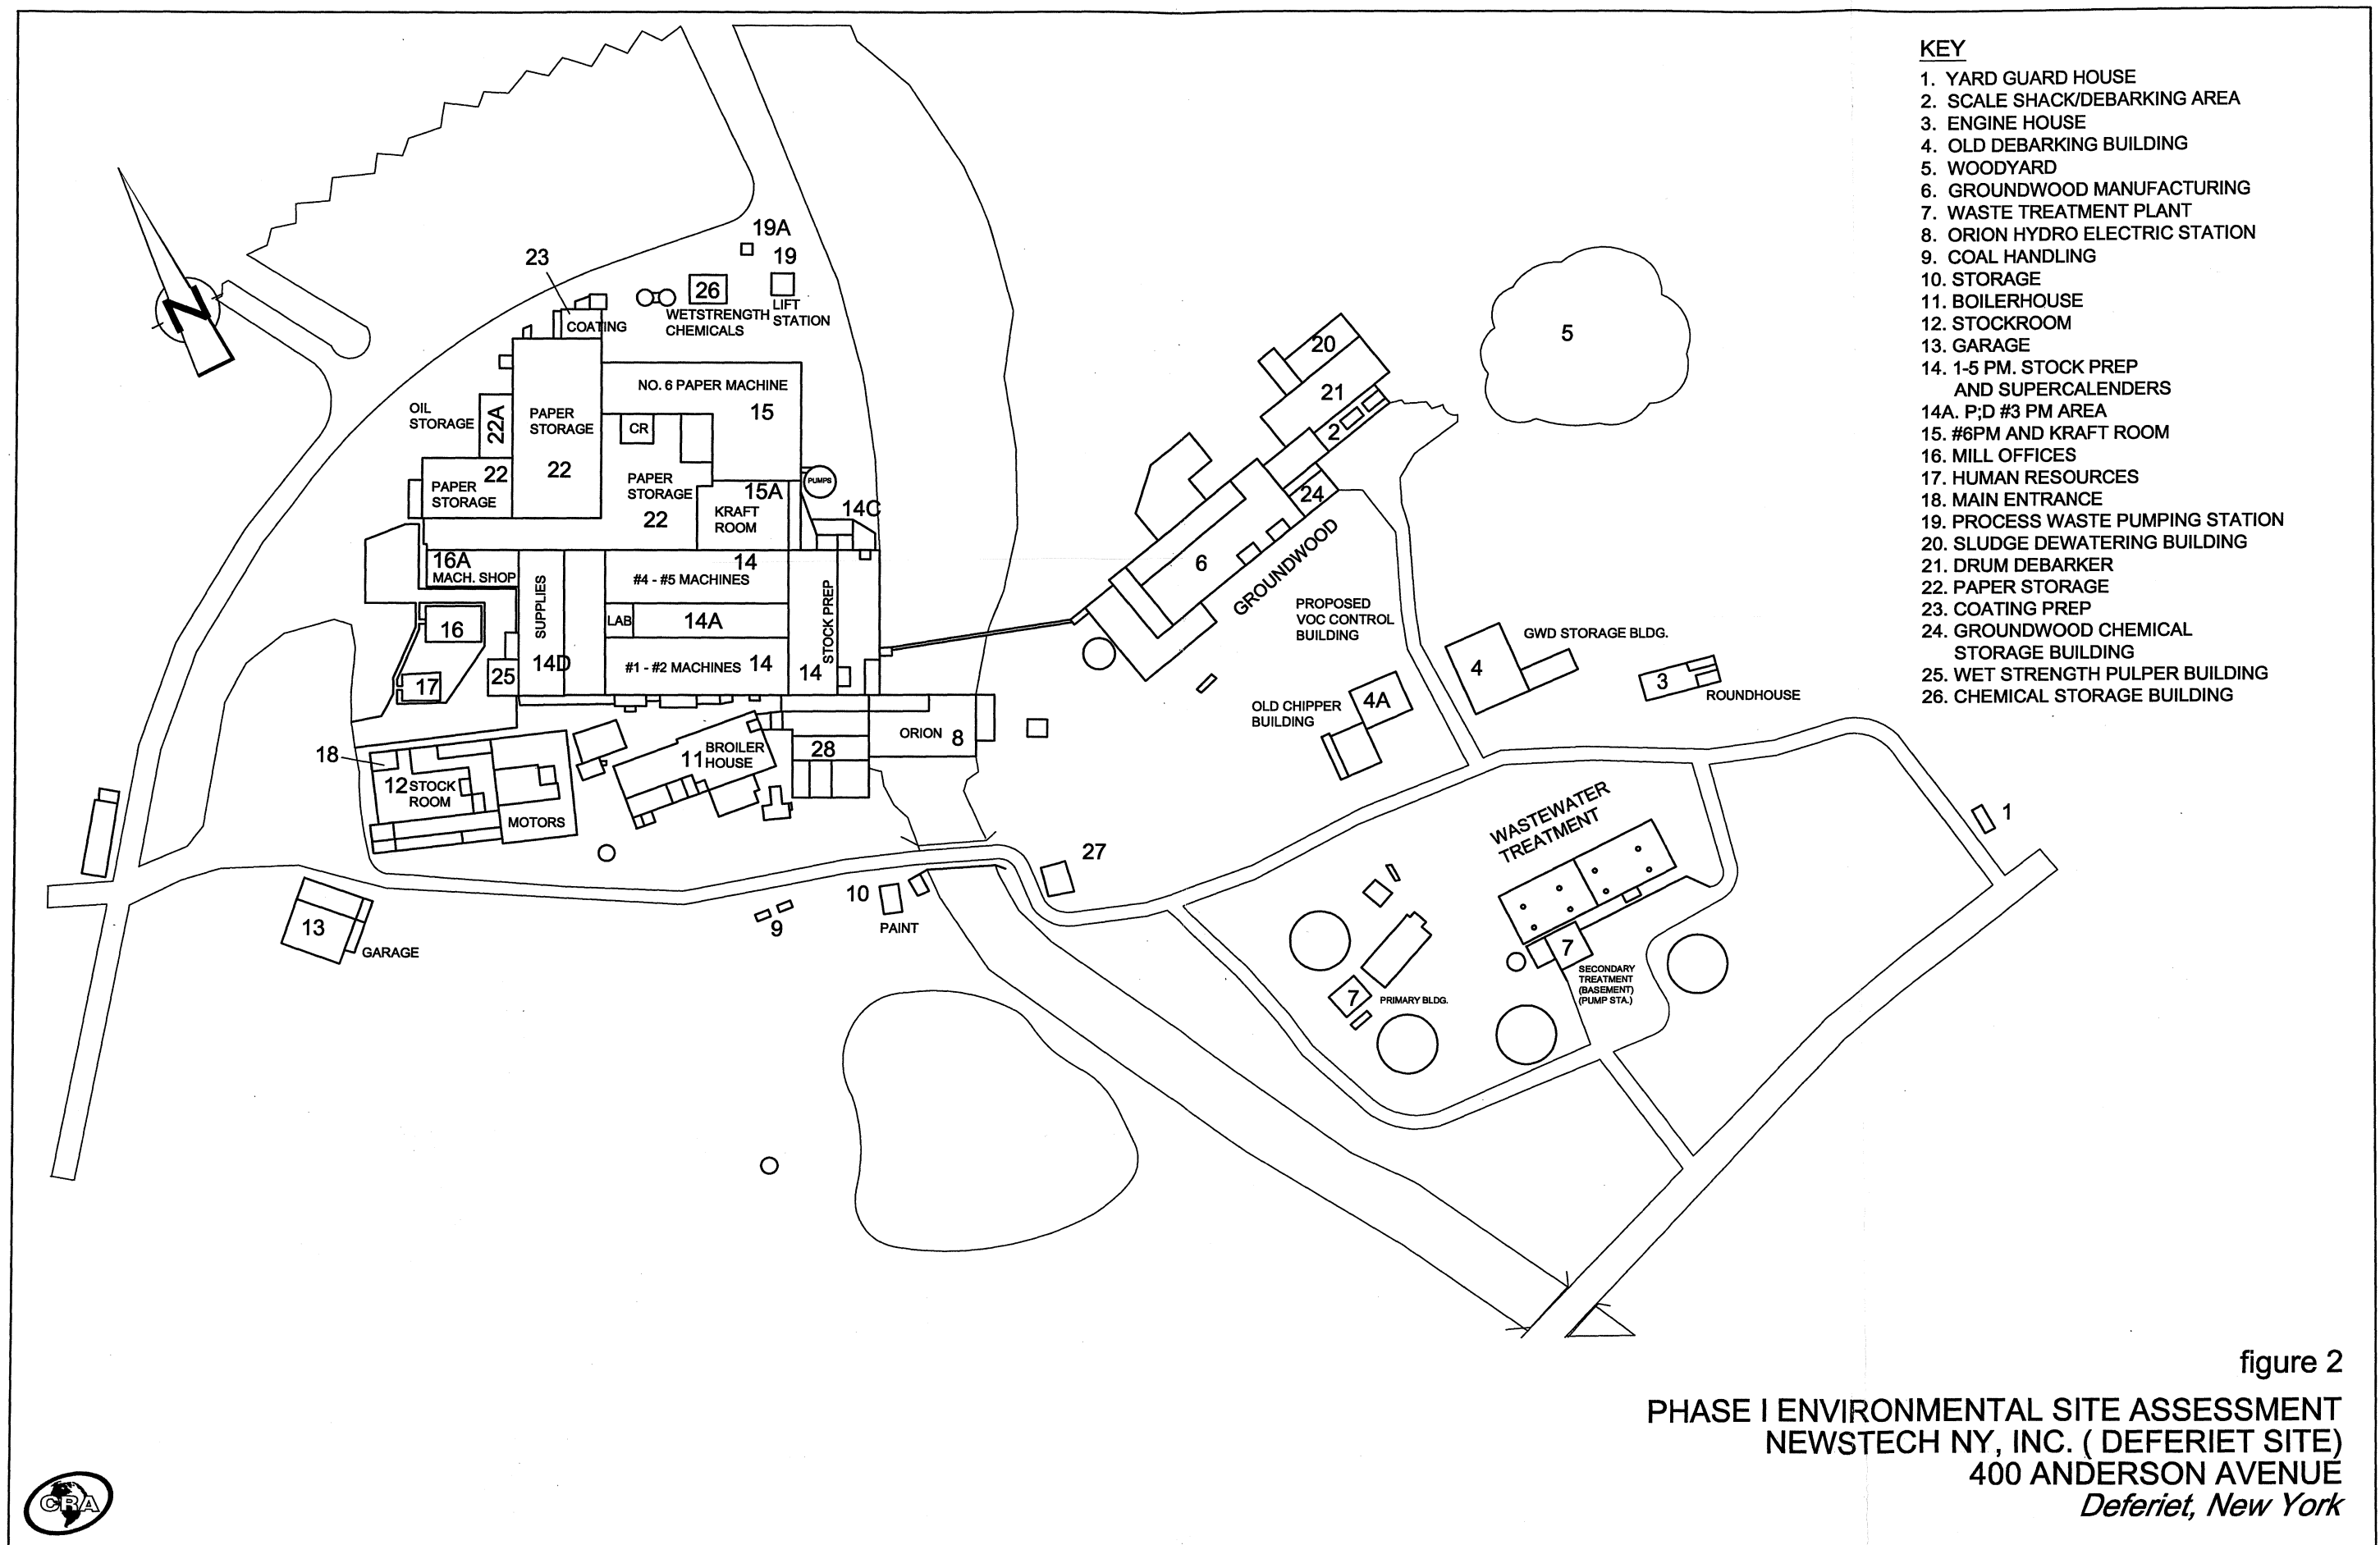 KEY
1. YARD GUARD HOUSE
2. SCALE SHACK/DEBARKING AREA
3. ENGINE HOUSE
4. OLD DEBARKING BUILDING
5. WOODYARD
6. GROUNDWOOD MANUFACTURING
7. WASTE TREATMENT PLANT
8. ORION HYDRO ELECTRIC STATION
9. COAL HANDLING
10. STORAGE
11. BOILERHOUSE
12. STOCKROOM
13. GARAGE
14. 1-5 PM. STOCK PREP
AND SUPERCALENDERS
14A. P;D #3 PM AREA
15. #6PM AND KRAFT ROOM
16. MILL OFFICES
17. HUMAN RESOURCES
18. MAIN ENTRANCE
19. PROCESS WASTE PUMPING STATION
20. SLUDGE DEWATERING BUILDING
21. DRUM DEBARKER
22. PAPER STORAGE
23. COATING PREP
24. GROUNDWOOD CHEMICAL
STORAGE BUILDING
25. WET STRENGTH PULPER BUILDING
26. CHEMICAL STORAGE BUILDING
N
19A
19
LIFT
STATION
23
26
WETSTRENGTH
CHEMICALS
COATING
NO. 6 PAPER MACHINE
15
OIL
STORAGE
22A
PAPER
STORAGE
22
CR
22
PAPER
STORAGE
PAPER
STORAGE
22
15A
KRAFT
ROOM
PUMPS
14C
16A
MACH. SHOP
SUPPLIES
14D
14
#4 - #5 MACHINES
LAB
14A
#1 - #2 MACHINES
14
STOCK PREP
14
16
17
25
18
12
STOCK
ROOM
MOTORS
11
BROILER
HOUSE
28
ORION
8
13
GARAGE
9
10
PAINT
27
20
21
2
24
6
GROUNDWOOD
5
PROPOSED
VOC CONTROL
BUILDING
GWD STORAGE BLDG.
4
3
ROUNDHOUSE
OLD CHIPPER
BUILDING
4A
1
WASTEWATER
TREATMENT
7
SECONDARY
TREATMENT
(BASEMENT)
(PUMP STA.)
7
PRIMARY BLDG.
figure 2
PHASE I ENVIRONMENTAL SITE ASSESSMENT
NEWSTECH NY, INC. ( DEFERIET SITE)
400 ANDERSON AVENUE
Deferiet, New York
CRA